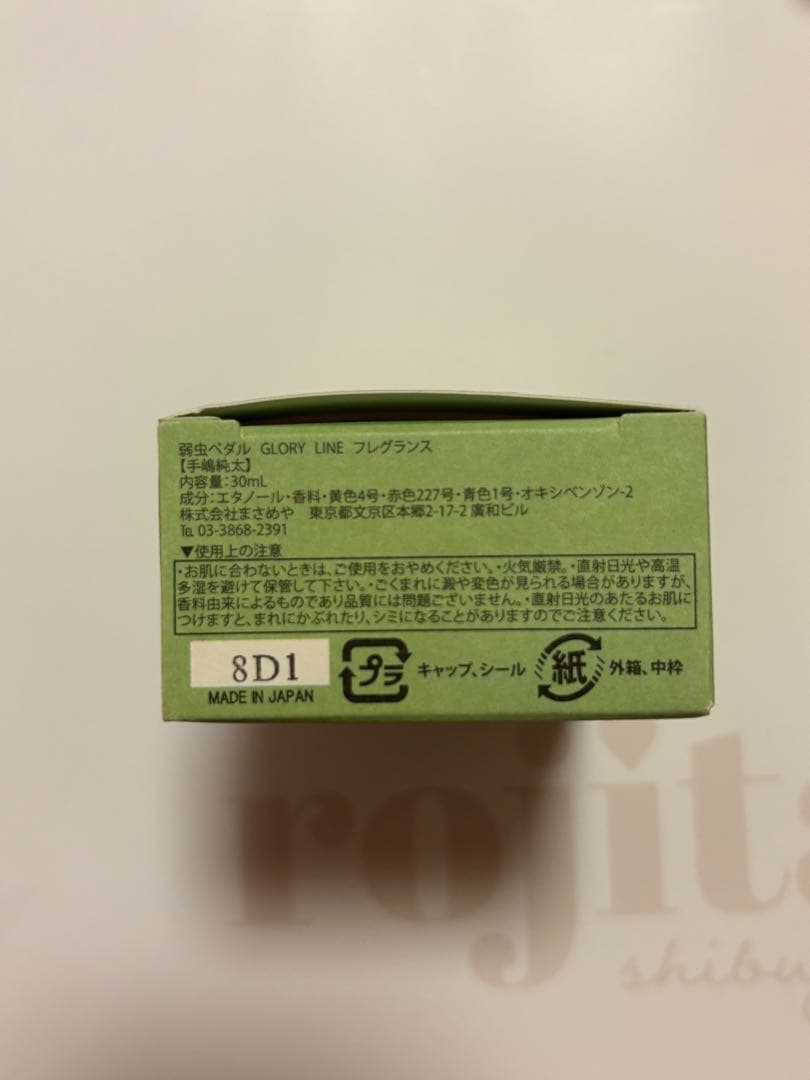 弱虫ペダル GLORY LINE フレグランス
【手嶋純太】
内容量：30mL
成分：エタノール・香料・黄色4号・赤色227号・青色1号・オキシベンゾン-2
株式会社まさめや 東京都文京区本郷2-17-2 廣和ビル
℡ 03-3868-2391
▼使用上の注意
・お肌に合わないときは、ご使用をおやめください。・火気厳禁。・直射日光や高温
多湿を避けて保管して下さい。・ごくまれに澱や変色が見られる場合がありますが、
香料由来によるものであり品質には問題ございません。・直射日光のあたるお肌に
つけますと、まれにかぶれたり、シミになることがありますのでご注意ください。
8D1
MADE IN JAPAN
プラ
キャップ、シール
紙
外箱、中枠
rojita
shibuy